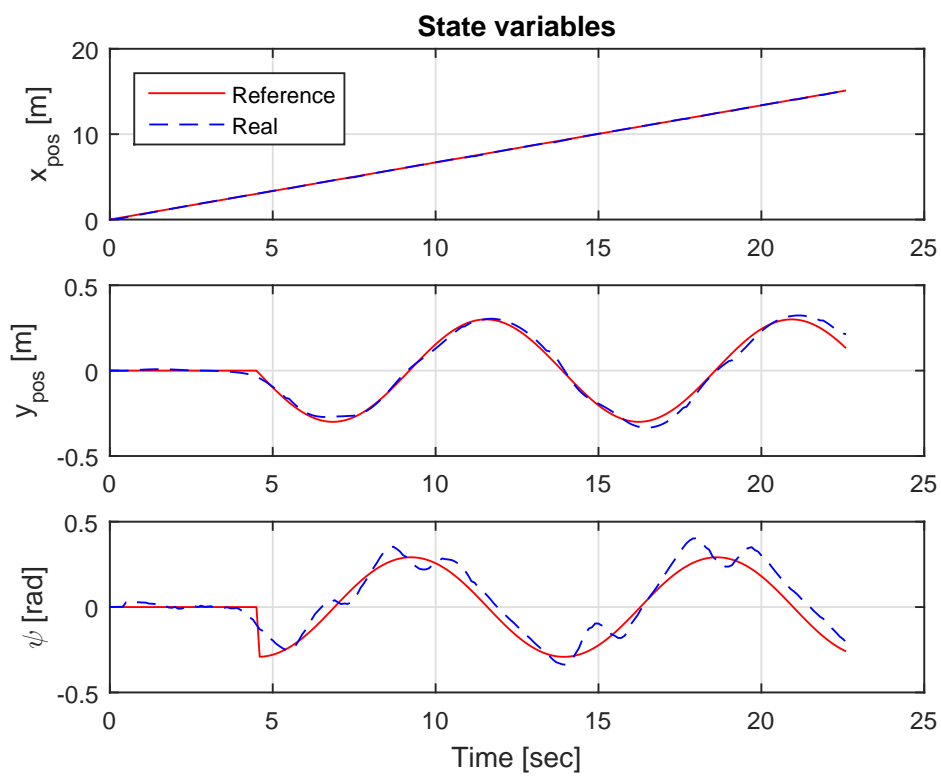 State variables
x_pos [m]
20
10
0
Reference
Real
0 5 10 15 20 25
y_pos [m]
0.5
0
-0.5
0 5 10 15 20 25
ψ [rad]
0.5
0
-0.5
0 5 10 15 20 25
Time [sec]